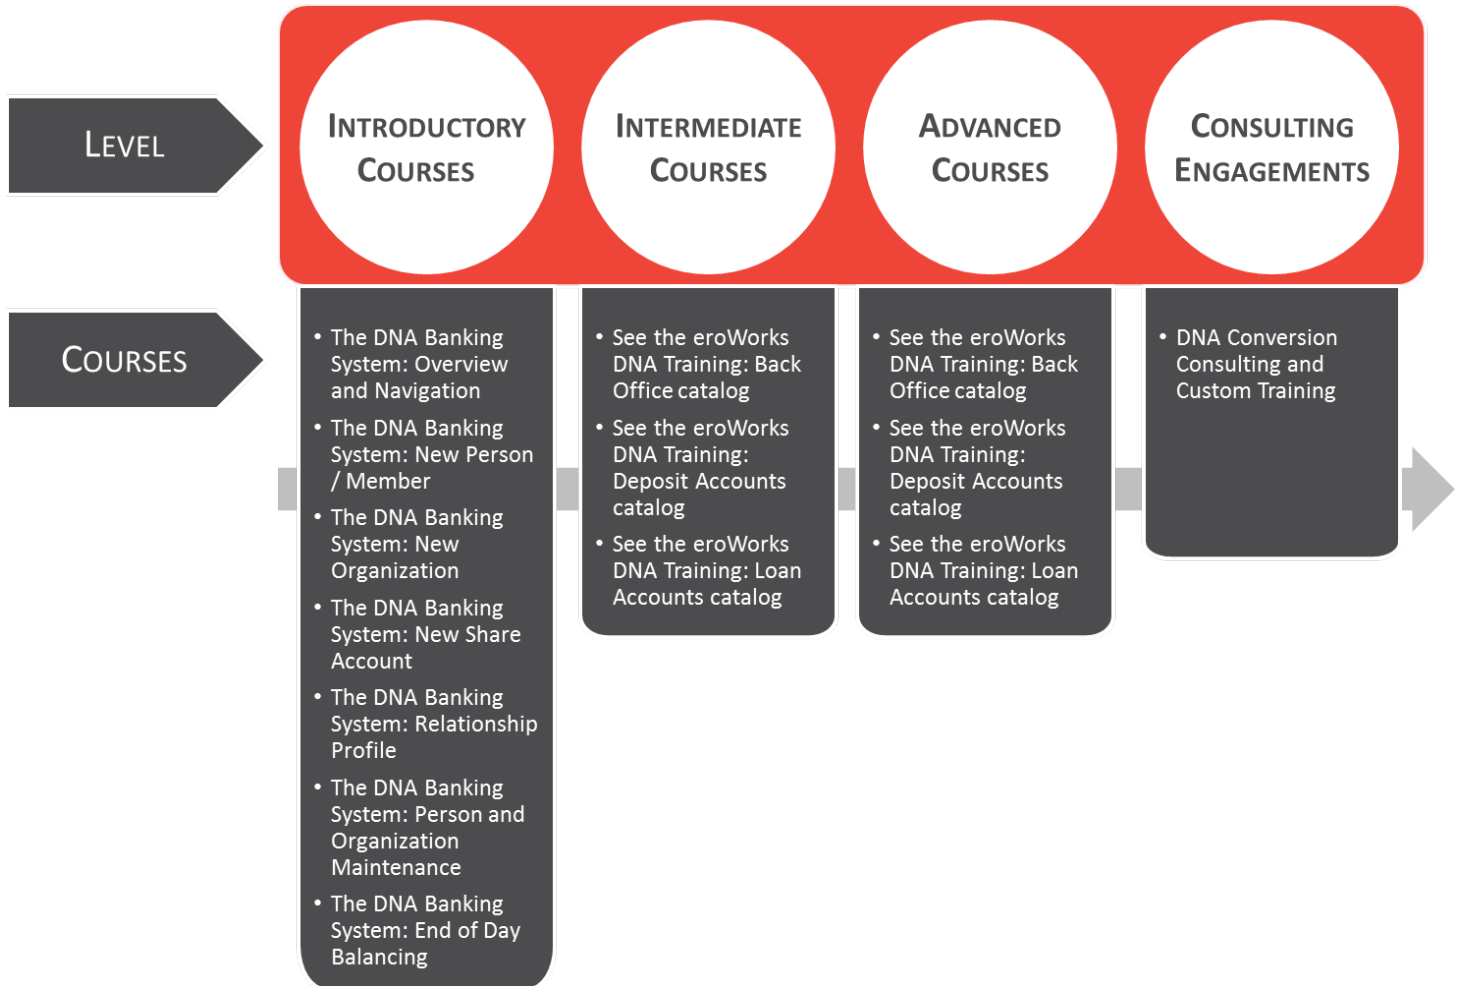 LEVEL
INTRODUCTORY
COURSES
INTERMEDIATE
COURSES
ADVANCED
COURSES
CONSULTING
ENGAGEMENTS
COURSES
• The DNA Banking
System: Overview
and Navigation
• The DNA Banking
System: New Person
/ Member
• The DNA Banking
System: New
Organization
• The DNA Banking
System: New Share
Account
• The DNA Banking
System: Relationship
Profile
• The DNA Banking
System: Person and
Organization
Maintenance
• The DNA Banking
System: End of Day
Balancing
• See the eroWorks
DNA Training: Back
Office catalog
• See the eroWorks
DNA Training:
Deposit Accounts
catalog
• See the eroWorks
DNA Training: Loan
Accounts catalog
• See the eroWorks
DNA Training: Back
Office catalog
• See the eroWorks
DNA Training:
Deposit Accounts
catalog
• See the eroWorks
DNA Training: Loan
Accounts catalog
• DNA Conversion
Consulting and
Custom Training